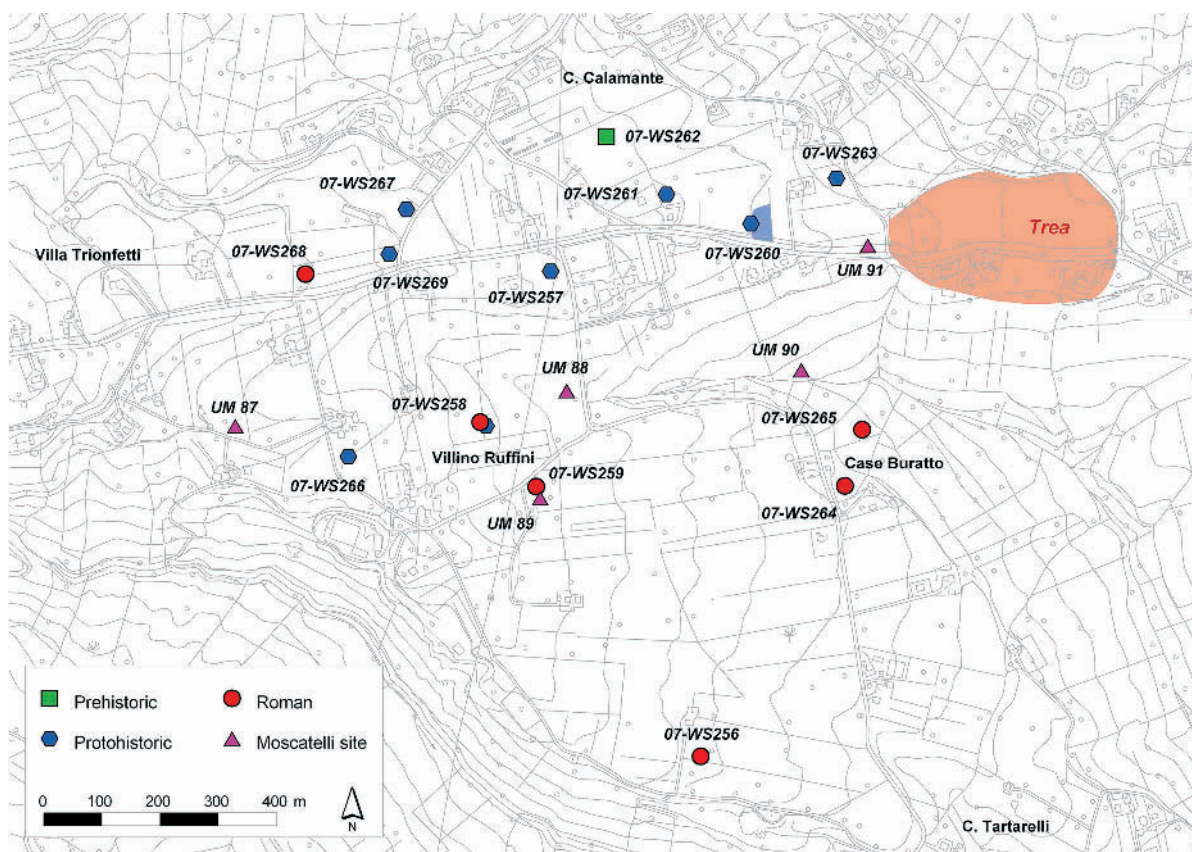 C. Calamante
07-WS262
07-WS263
07-WS267
07-WS261
Trea
Villa Trionfetti
07-WS268
07-WS260
UM 91
07-WS269
07-WS257
UM 90
UM 88
UM 87
07-WS258
07-WS265
Villino Ruffini
Case Buratto
07-WS259
07-WS266
07-WS264
UM 89
07-WS256
C. Tartarelli
Prehistoric
Roman
Protohistoric
Moscatelli site
0 100 200 300 400 m
N